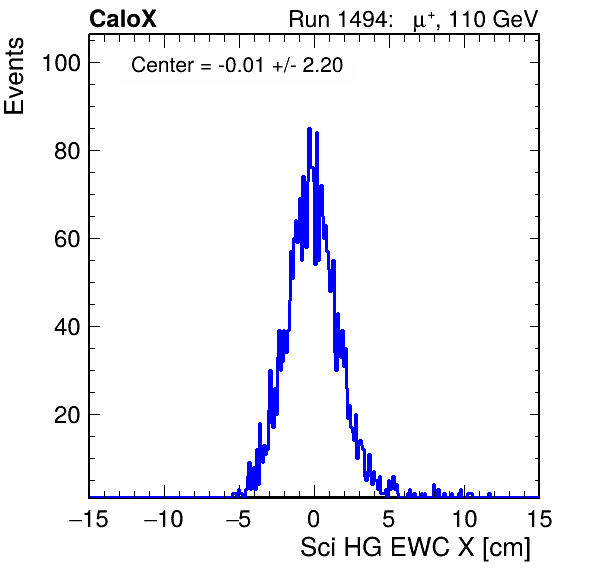 CaloX Run 1494: μ⁺, 110 GeV
Center = -0.01 +/- 2.20
Events
100
80
60
40
20
−15 −10 −5 0 5 10 15
Sci HG EWC X [cm]